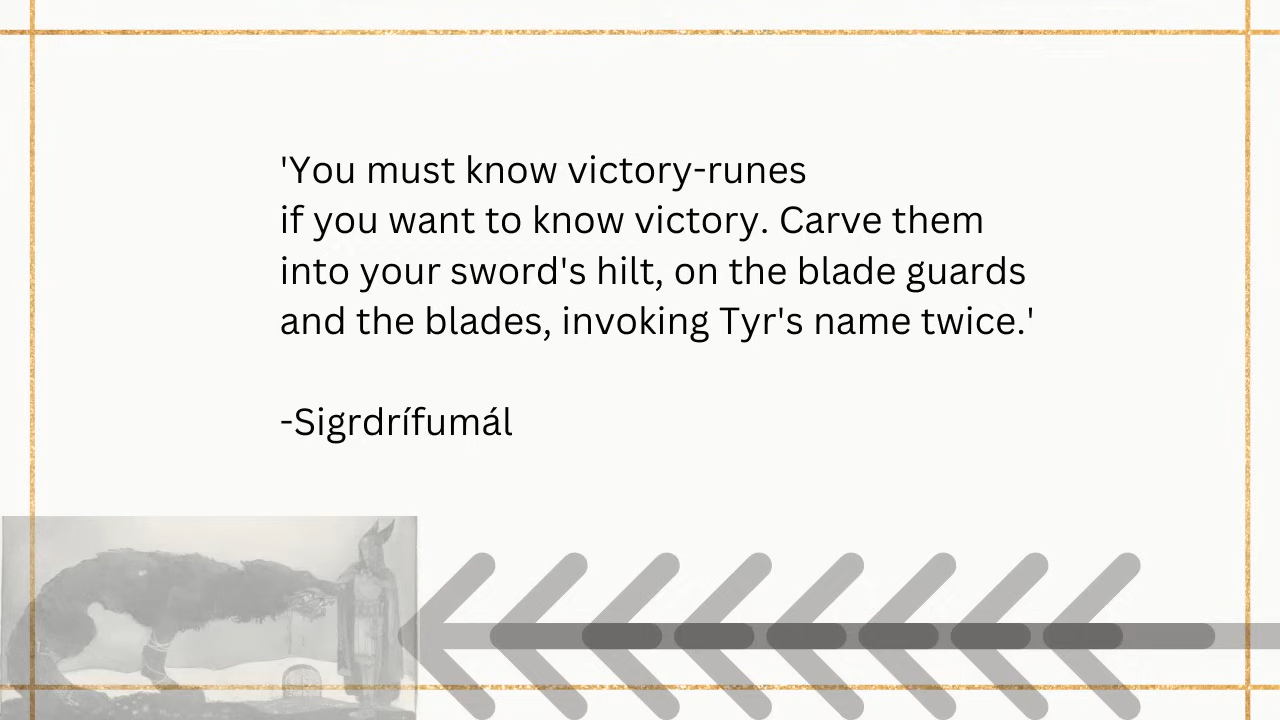 'You must know victory-runes
if you want to know victory. Carve them
into your sword's hilt, on the blade guards
and the blades, invoking Tyr's name twice.'
-Sigrdrífumál